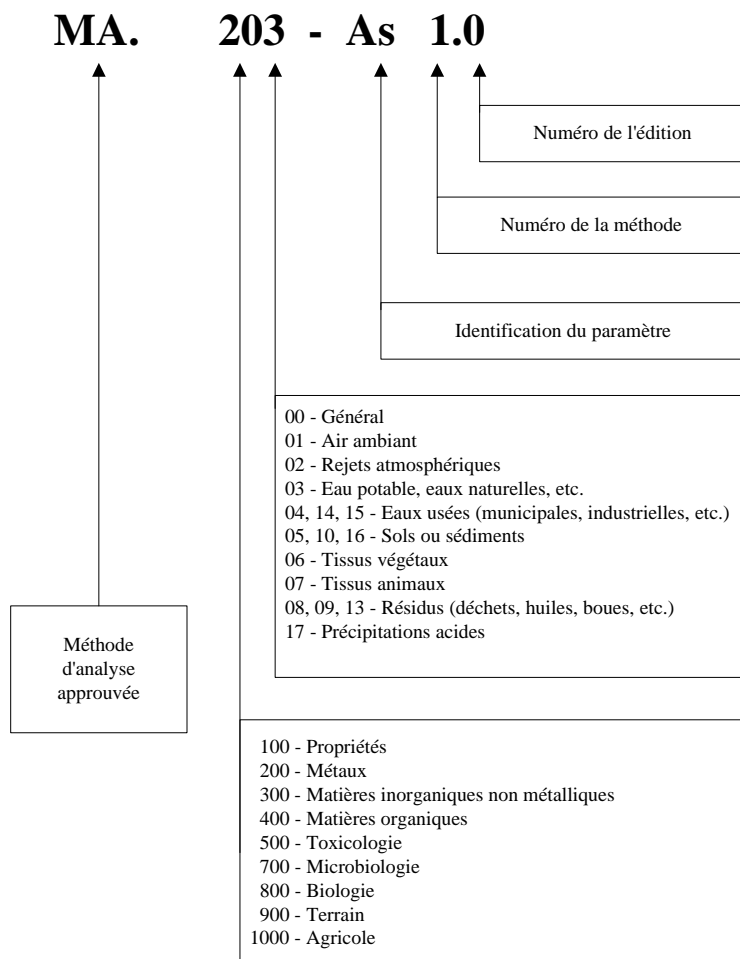 MA. 203 - As 1.0
Numéro de l'édition
Numéro de la méthode
Identification du paramètre
00 - Général
01 - Air ambiant
02 - Rejets atmosphériques
03 - Eau potable, eaux naturelles, etc.
04, 14, 15 - Eaux usées (municipales, industrielles, etc.)
05, 10, 16 - Sols ou sédiments
06 - Tissus végétaux
07 - Tissus animaux
08, 09, 13 - Résidus (déchets, huiles, boues, etc.)
17 - Précipitations acides
Méthode
d'analyse
approuvée
100 - Propriétés
200 - Métaux
300 - Matières inorganiques non métalliques
400 - Matières organiques
500 - Toxicologie
700 - Microbiologie
800 - Biologie
900 - Terrain
1000 - Agricole